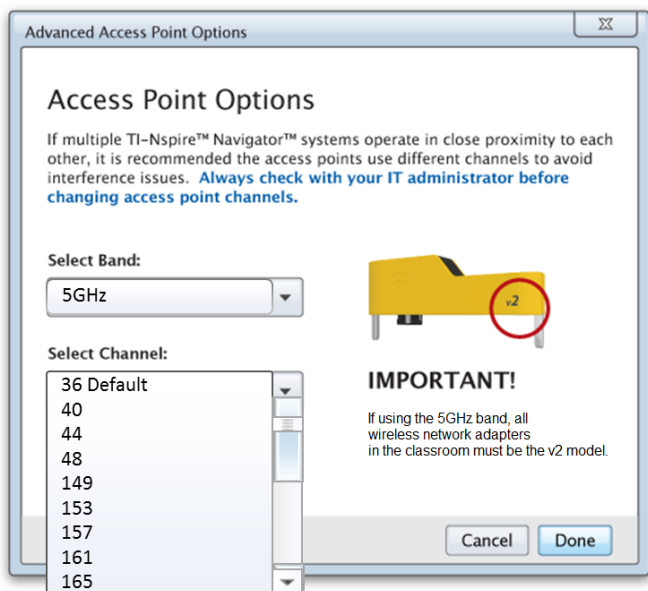 Advanced Access Point Options
Access Point Options
If multiple TI-Nspire™ Navigator™ systems operate in close proximity to each
other, it is recommended the access points use different channels to avoid
interference issues. Always check with your IT administrator before
changing access point channels.
Select Band:
5GHz
v2
Select Channel:
36 Default
40
44
48
149
153
157
161
165
IMPORTANT!
If using the 5GHz band, all
wireless network adapters
in the classroom must be the v2 model.
Cancel
Done